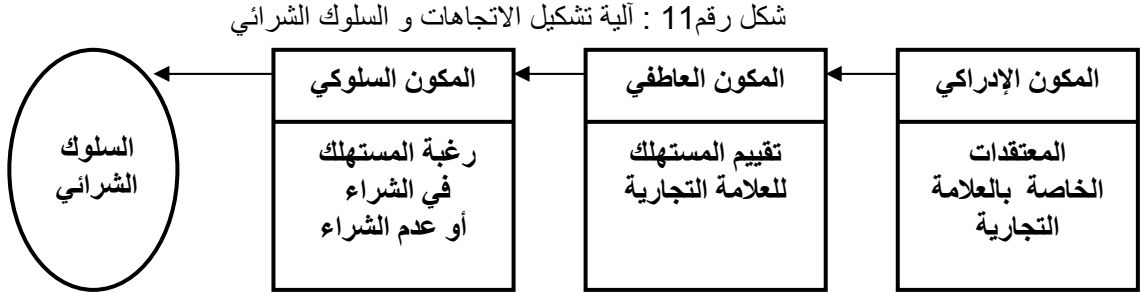 شكل رقم11 : آلية تشكيل الاتجاهات و السلوك الشرائي
المكون الإدراكي
المعتقدات
الخاصة بالعلامة
التجارية
المكون العاطفي
تقييم المستهلك
للعلامة التجارية
المكون السلوكي
رغبة المستهلك
في الشراء
أو عدم الشراء
السلوك
الشرائي